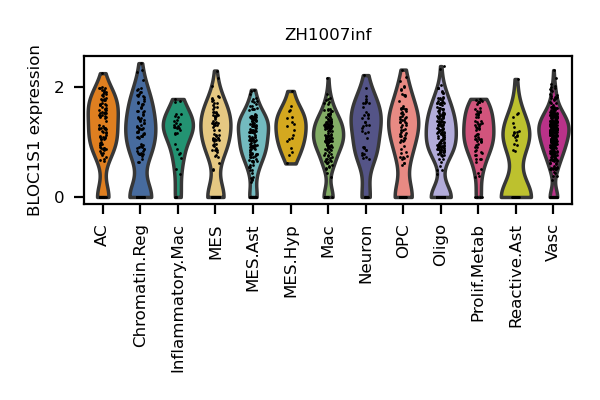 ZH1007inf
BLOC1S1 expression
2
0
AC
Chromatin.Reg
Inflammatory.Mac
MES
MES.Ast
MES.Hyp
Mac
Neuron
OPC
Oligo
Prolif.Metab
Reactive.Ast
Vasc